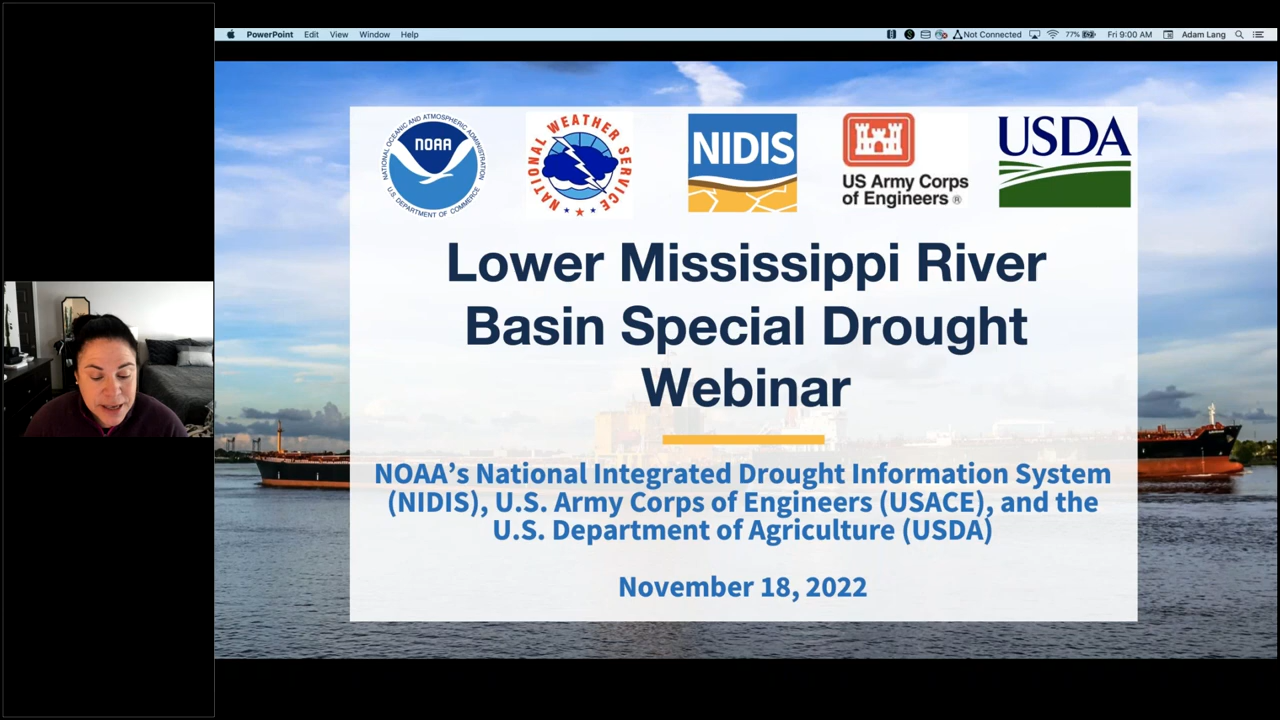 PowerPoint Edit View Window Help
Not Connected 77% Fri 9:00 AM Adam Lang
NATIONAL OCEANIC AND ATMOSPHERIC ADMINISTRATION
NOAA
U.S. DEPARTMENT OF COMMERCE
NATIONAL WEATHER SERVICE
NIDIS
US Army Corps
of Engineers ®
USDA
Lower Mississippi River
Basin Special Drought
Webinar
NOAA’s National Integrated Drought Information System
(NIDIS), U.S. Army Corps of Engineers (USACE), and the
U.S. Department of Agriculture (USDA)
November 18, 2022